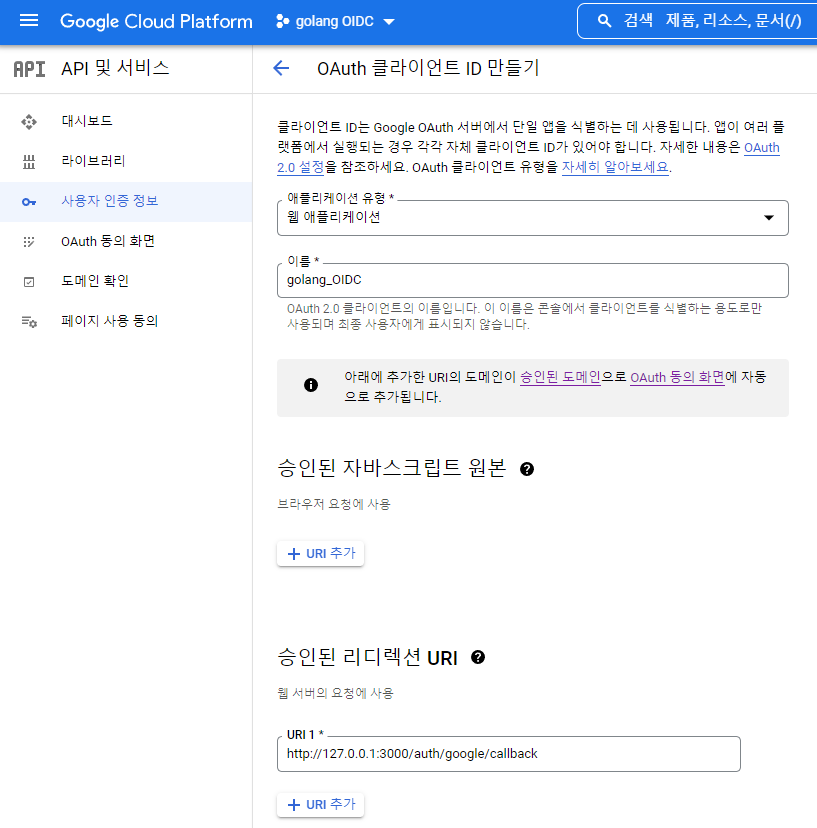 Google Cloud Platform
golang OIDC
검색 제품, 리소스, 문서(/)
API API 및 서비스
대시보드
라이브러리
사용자 인증 정보
OAuth 동의 화면
도메인 확인
페이지 사용 동의
OAuth 클라이언트 ID 만들기
클라이언트 ID는 Google OAuth 서버에서 단일 앱을 식별하는 데 사용됩니다. 앱이 여러 플
랫폼에서 실행되는 경우 각각 자체 클라이언트 ID가 있어야 합니다. 자세한 내용은 OAuth
2.0 설정을 참조하세요. OAuth 클라이언트 유형을 자세히 알아보세요.
애플리케이션 유형 *
웹 애플리케이션
이름 *
golang_OIDC
OAuth 2.0 클라이언트의 이름입니다. 이 이름은 콘솔에서 클라이언트를 식별하는 용도로만
사용되며 최종 사용자에게 표시되지 않습니다.
아래에 추가한 URI의 도메인이 승인된 도메인으로 OAuth 동의 화면에 자동
으로 추가됩니다.
승인된 자바스크립트 원본
브라우저 요청에 사용
URI 추가
승인된 리디렉션 URI
웹 서버의 요청에 사용
URI 1 *
http://127.0.0.1:3000/auth/google/callback
URI 추가